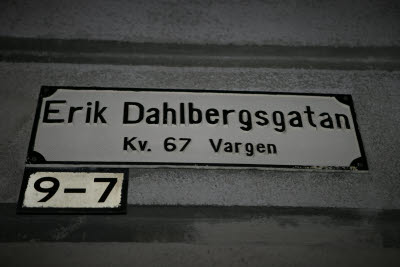 Erik Dahlbergsgatan
Kv. 67 Vargen
9-7